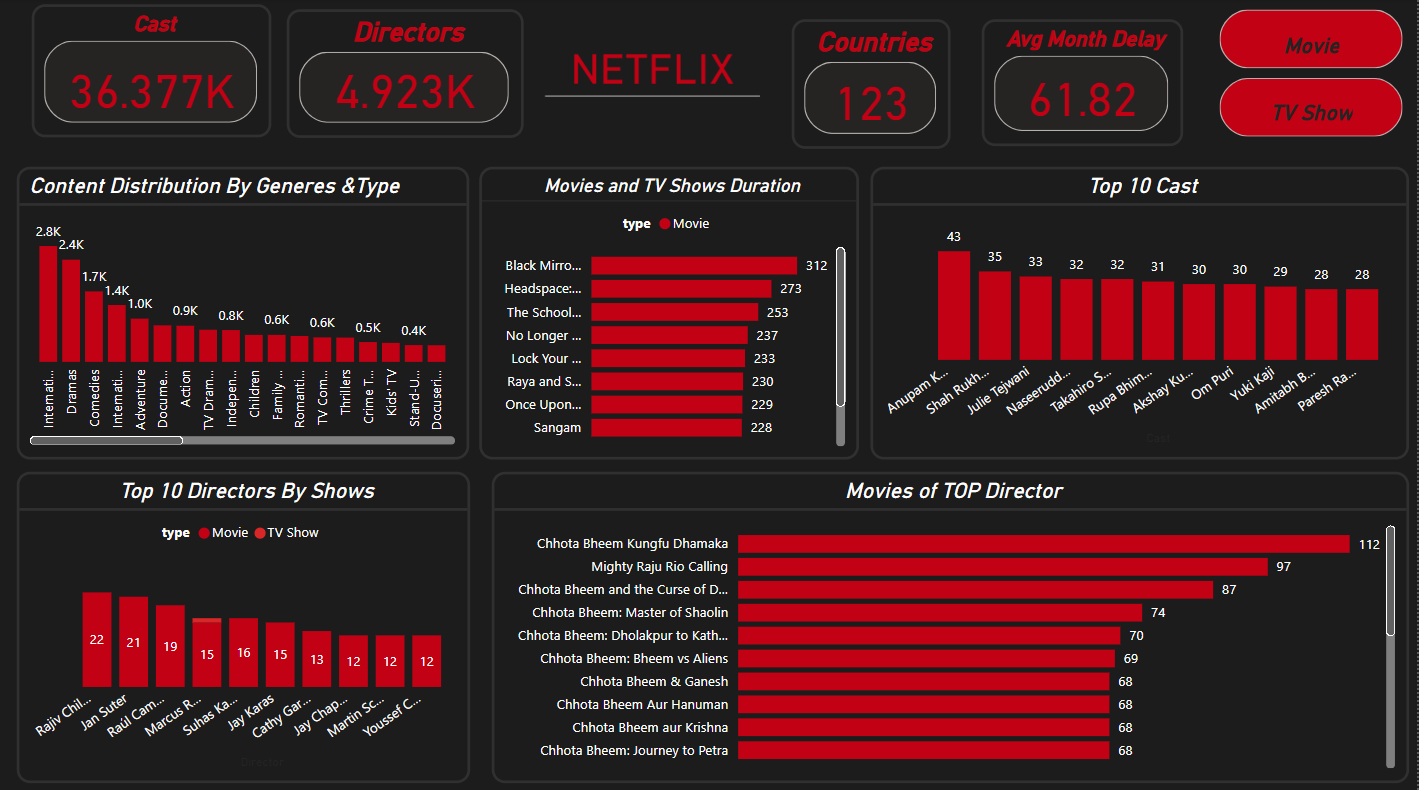 Cast
36.377K
Directors
4.923K
NETFLIX
Countries
123
Avg Month Delay
61.82
Movie
TV Show
Content Distribution By Generes &Type
2.8K
2.4K
1.7K
1.4K
1.0K
0.9K
0.8K
0.6K
0.6K
0.5K
0.4K
Internati...
Dramas
Comedies
Internati...
Adventure
Docume...
Action
TV Dram...
Indepen...
Children
Family ...
Romanti...
TV Com...
Thrillers
Crime T...
Kids' TV
Stand-U...
Docuseri...
Movies and TV Shows Duration
type Movie
Black Mirro... 312
Headspace:... 273
The School... 253
No Longer ... 237
Lock Your ... 233
Raya and S... 230
Once Upon... 229
Sangam 228
Top 10 Cast
43
35
33
32
32
31
30
30
29
28
28
Anupam K...
Shah Rukh...
Julie Tejwani
Naseerudd...
Takahiro S...
Rupa Bhim...
Akshay Ku...
Om Puri
Yuki Kaji
Amitabh B...
Paresh Ra...
Cast
Top 10 Directors By Shows
type Movie TV Show
22
21
19
15
16
15
13
12
12
12
Rajiv Chil...
Jan Suter
Raúl Cam...
Marcus R...
Suhas Ka...
Jay Karas
Cathy Gar...
Jay Chap...
Martin Sc...
Youssef C...
Director
Movies of TOP Director
Chhota Bheem Kungfu Dhamaka 112
Mighty Raju Rio Calling 97
Chhota Bheem and the Curse of D... 87
Chhota Bheem: Master of Shaolin 74
Chhota Bheem: Dholakpur to Kath... 70
Chhota Bheem: Bheem vs Aliens 69
Chhota Bheem & Ganesh 68
Chhota Bheem Aur Hanuman 68
Chhota Bheem aur Krishna 68
Chhota Bheem: Journey to Petra 68